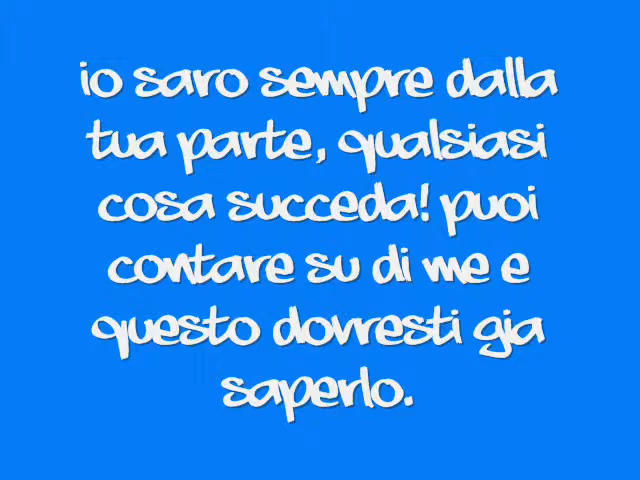 io saro sempre dalla
tua parte, qualsiasi
cosa succeda! puoi
contare su di me e
questo dovresti gia
saperlo.